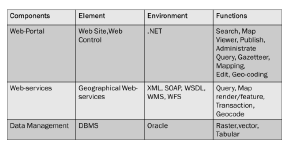 Components Element Environment Functions
Web-Portal Web Site,Web .NET Search, Map
Control Viewer, Publish,
Administrate
Query, Gazetteer,
Mapping,
Edit, Geo-coding
Web-services Geographical Web- XML, SOAP, WSDL, Query, Map
services WMS, WFS render/feature,
Transaction,
Geocode
Data Management DBMS Oracle Raster,vector,
Tabular